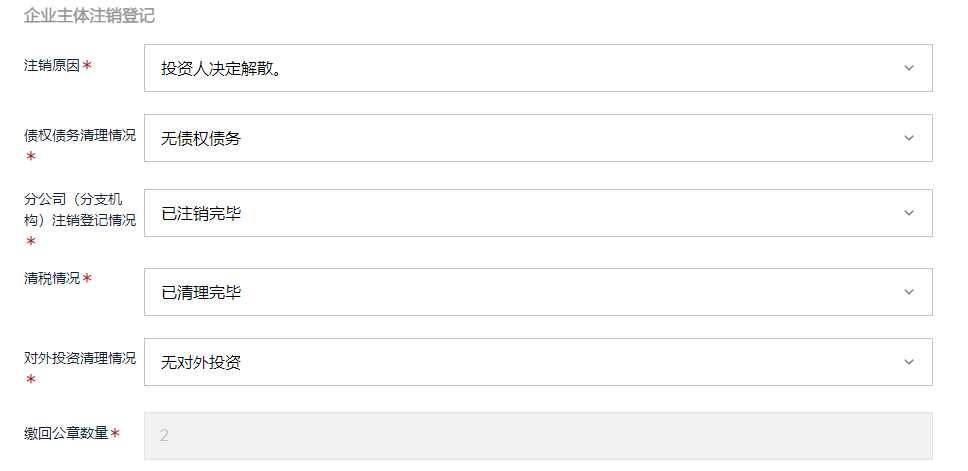 企业主体注销登记
注销原因*
投资人决定解散。
债权债务清理情况
*
无债权债务
分公司（分支机
构）注销登记情况
*
已注销完毕
清税情况*
已清理完毕
对外投资清理情况
*
无对外投资
缴回公章数量*
2